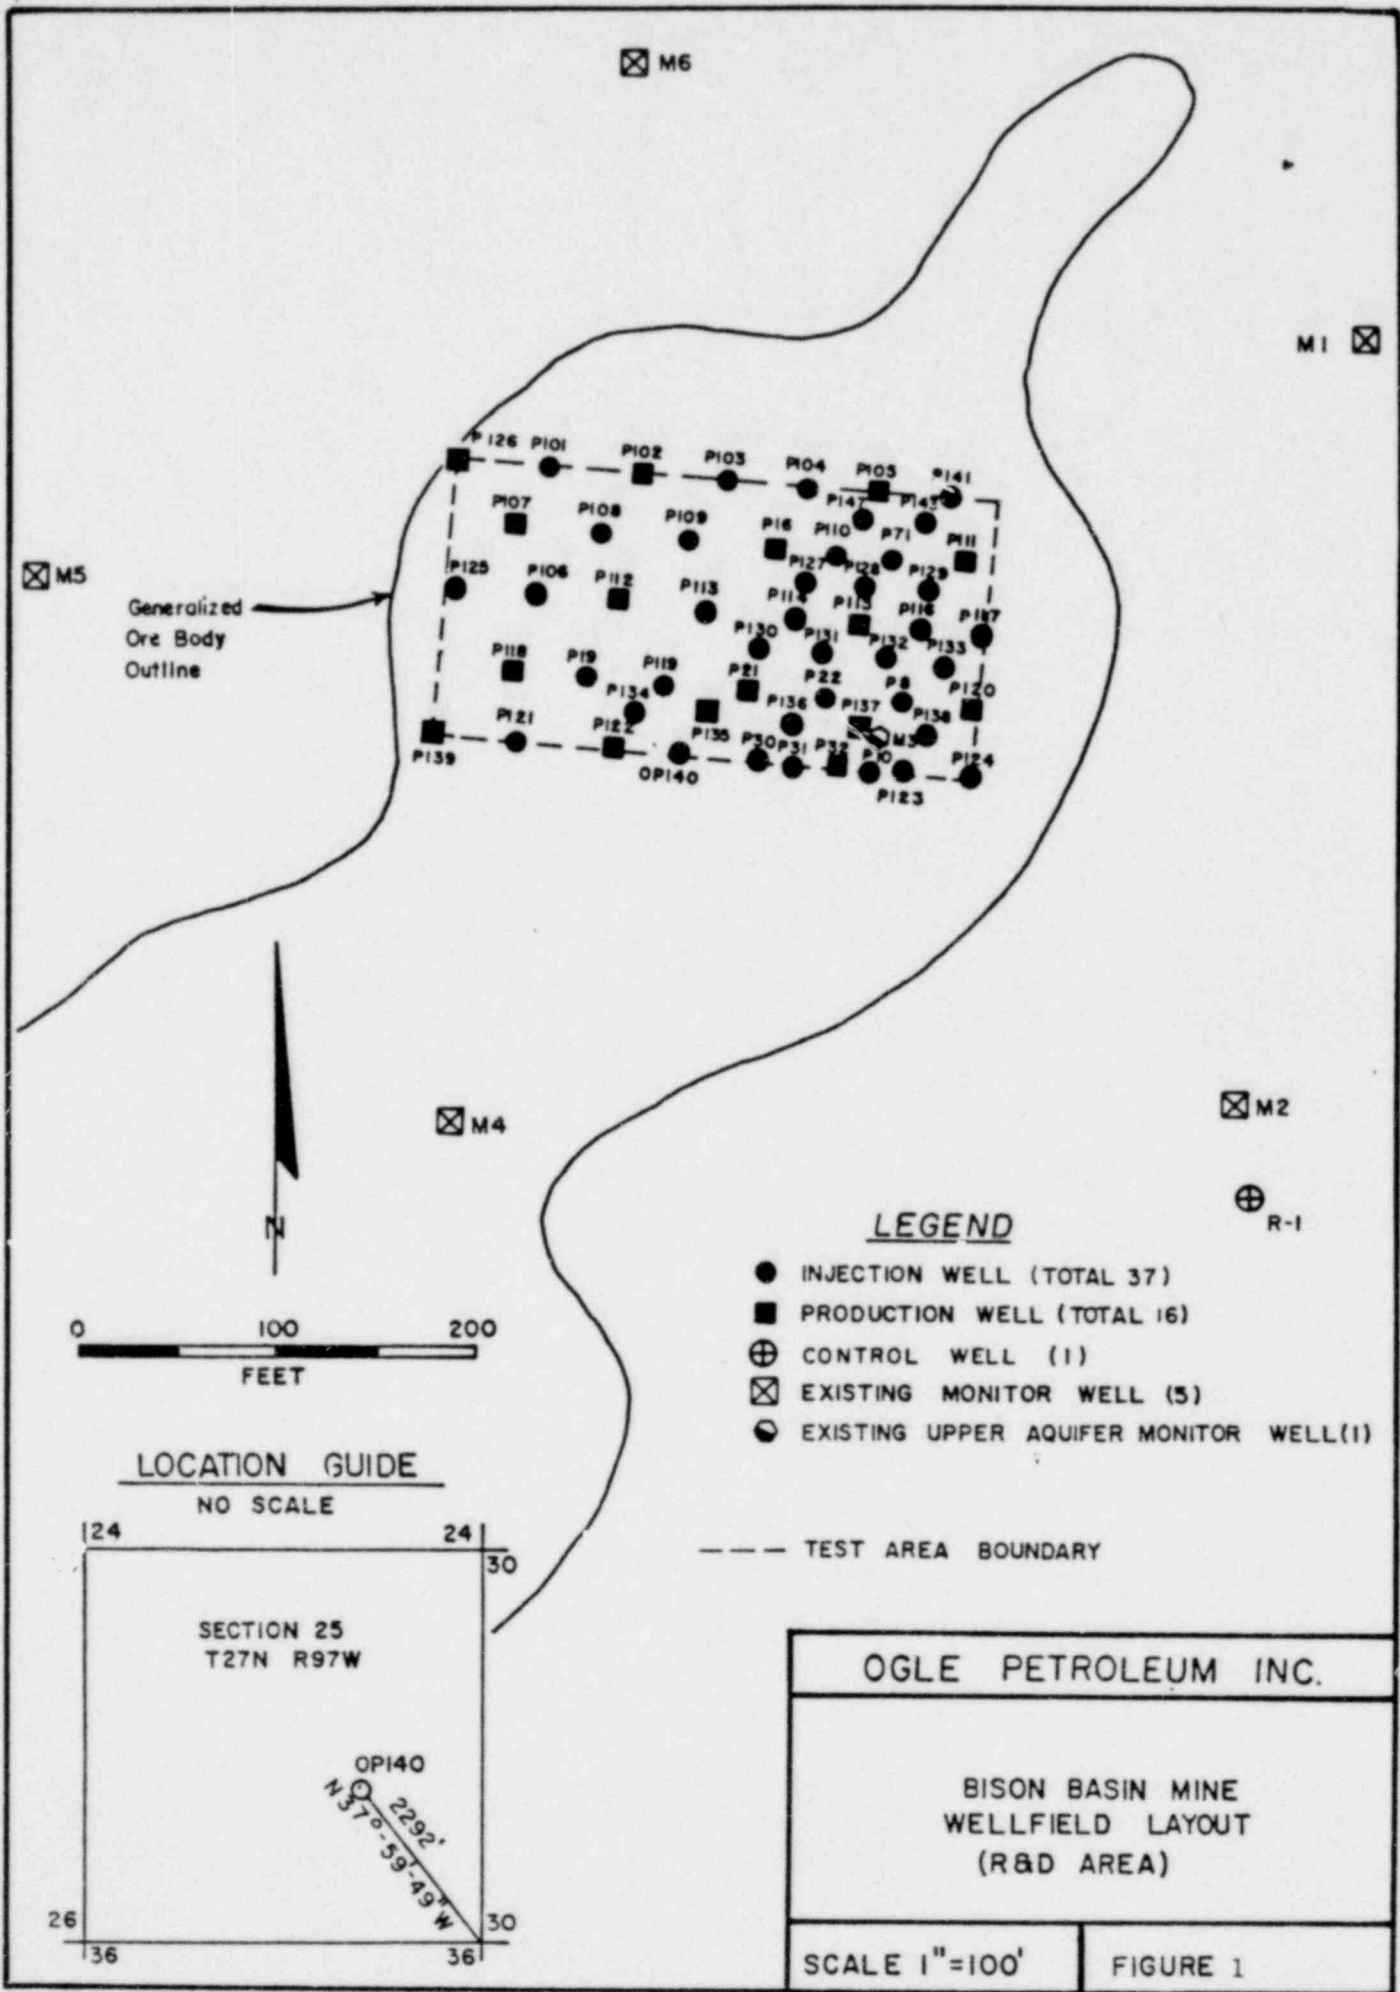 M6
M1
P126 P101 P102 P103 P104 P105 P141
P107 P108 P109 P16 P110 P147 P143 P71 P111
M5
P125 P106 P112 P113 P127 P128 P129
P114 P115 P116 P117
Generalized
Ore Body
Outline
P130 P131 P132 P133
P118 P19 P119 P21 P22 P8 P120
P134 P136 P137 P138
P139 P121 P122 P135 P30 P31 P32 P10 M3 P124
OP140 P123
M4
M2
R-1
N
0 100 200
FEET
LEGEND
INJECTION WELL (TOTAL 37)
PRODUCTION WELL (TOTAL 16)
CONTROL WELL (1)
EXISTING MONITOR WELL (5)
EXISTING UPPER AQUIFER MONITOR WELL(1)
TEST AREA BOUNDARY
LOCATION GUIDE
NO SCALE
24 24
30
SECTION 25
T27N R97W
OP140
2292'
N37°-59'-49"W
26 30
36 36
OGLE PETROLEUM INC.
BISON BASIN MINE
WELLFIELD LAYOUT
(R&D AREA)
SCALE 1"=100'
FIGURE 1